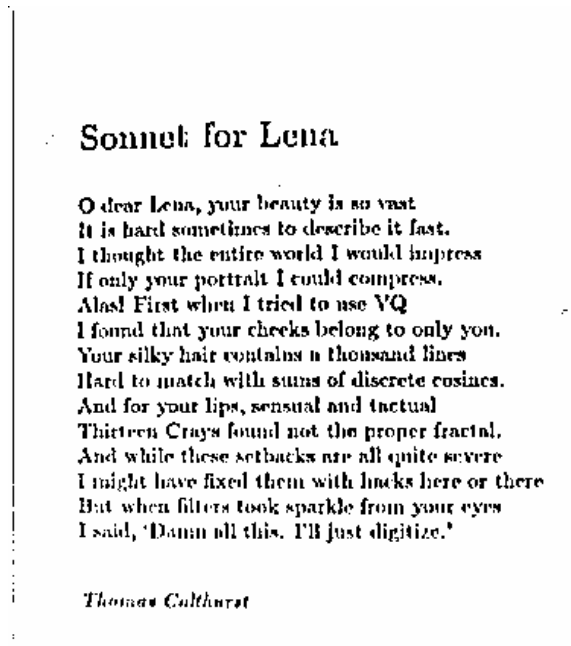 Sonnet for Lena
O dear Lena, your beauty is so vast
It is hard sometimes to describe it fast.
I thought the entire world I would impress
If only your portrait I could compress.
Alas! First when I tried to use VQ
I found that your cheeks belong to only you.
Your silky hair contains a thousand lines
Hard to match with sums of discrete cosines.
And for your lips, sensual and tactual
Thirteen Crays found not the proper fractal.
And while these setbacks are all quite severe
I might have fixed them with hacks here or there
But when filters took sparkle from your eyes
I said, 'Damn all this. I'll just digitize.'
Thomas Colthurst